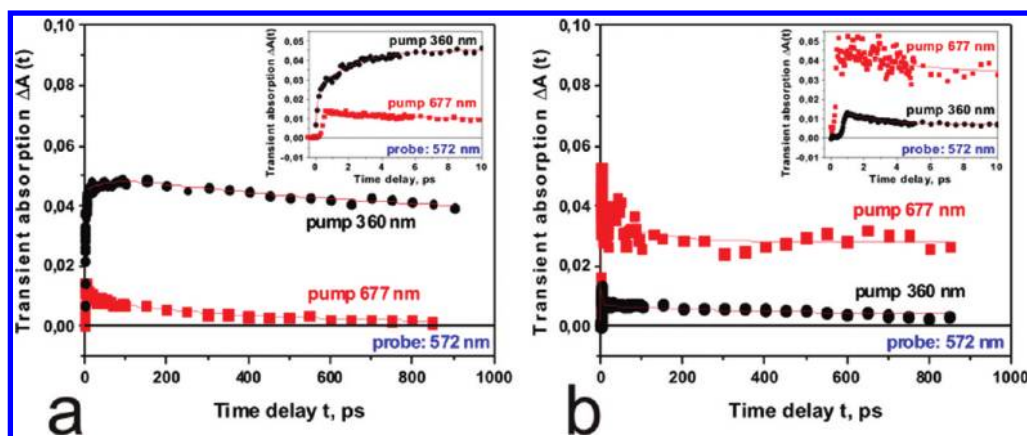 0,10
0,08
0,06
0,04
0,02
0,00
Transient absorption ΔA(t)
0,05
0,04
0,03
0,02
0,01
0,00
-0,01
Transient absorption ΔA(t)
pump 360 nm
pump 677 nm
probe: 572 nm
0 2 4 6 8 10
Time delay, ps
pump 360 nm
pump 677 nm
probe: 572 nm
0 200 400 600 800 1000
Time delay t, ps
a
0,10
0,08
0,06
0,04
0,02
0,00
Transient absorption ΔA(t)
0,05
0,04
0,03
0,02
0,01
0,00
-0,01
Transient absorption ΔA(t)
pump 677 nm
pump 360 nm
probe: 572 nm
0 2 4 6 8 10
Time delay, ps
pump 677 nm
pump 360 nm
probe: 572 nm
0 200 400 600 800 1000
Time delay t, ps
b